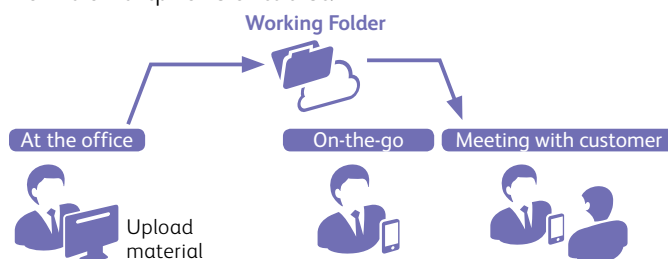 Working Folder
At the office
On-the-go
Meeting with customer
Upload
material